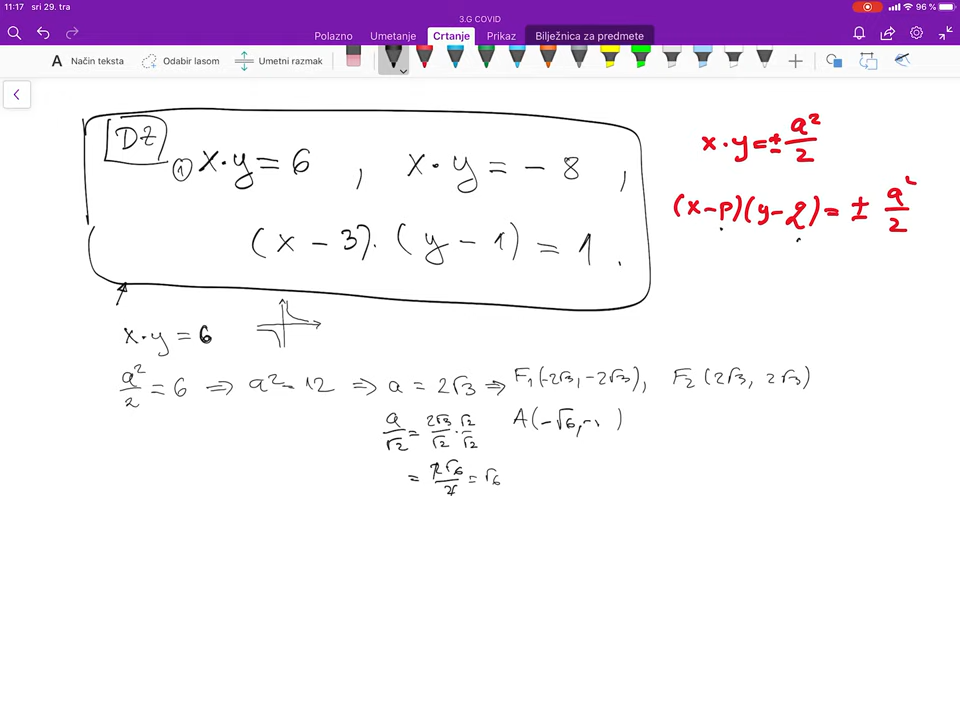 11:17 sri 29. tra
96 %
3.G COVID
Polazno Umetanje Crtanje Prikaz Bilježnica za predmete
A Način teksta Odabir lasom Umetni razmak
DZ
① x·y = 6 , x·y = - 8 ,
(x - 3)·(y - 1) = 1 .
x·y = ± a²/2
(x-p)(y-q) = ± a²/2
x·y = 6
a²/2 = 6 ⇒ a² = 12 ⇒ a = 2√3 ⇒ F₁(-2√3, -2√3), F₂(2√3, 2√3)
a/√2 = 2√3/√2 · √2/√2 A(-√6, - )
= 2√6/2 = √6